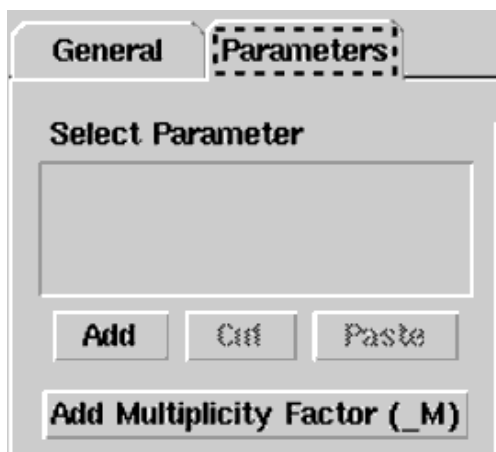 General Parameters
Select Parameter
Add Cut Paste
Add Multiplicity Factor (_M)